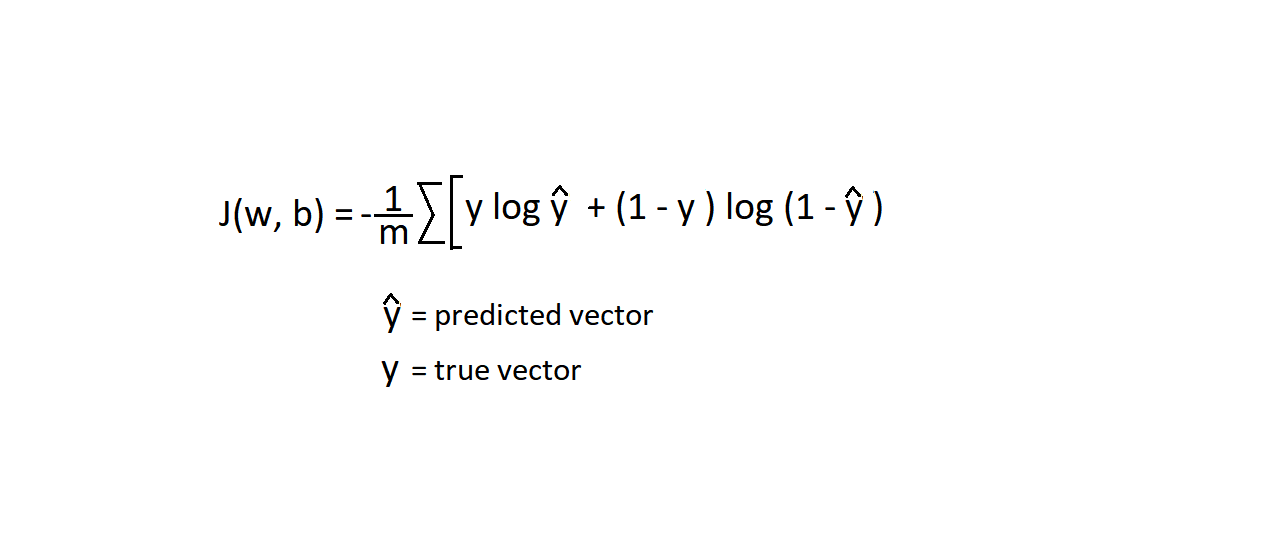 J(w, b) = - 1/m ∑ [ y log ŷ + (1 - y ) log (1 - ŷ )
ŷ = predicted vector
y = true vector